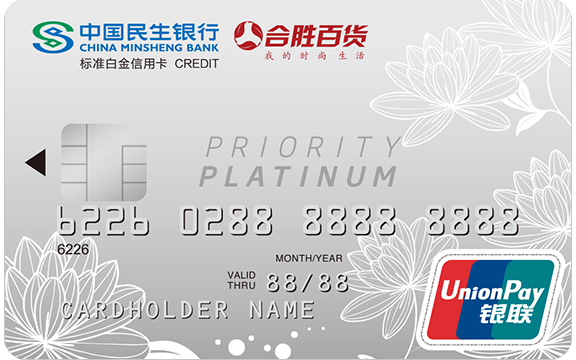 中国民生银行
CHINA MINSHENG BANK
标准白金信用卡 CREDIT
合胜百货
我的时尚生活
PRIORITY
PLATINUM
6226 0288 8888 8888
6226
MONTH/YEAR
VALID THRU 88/88
CARDHOLDER NAME
UnionPay
银联